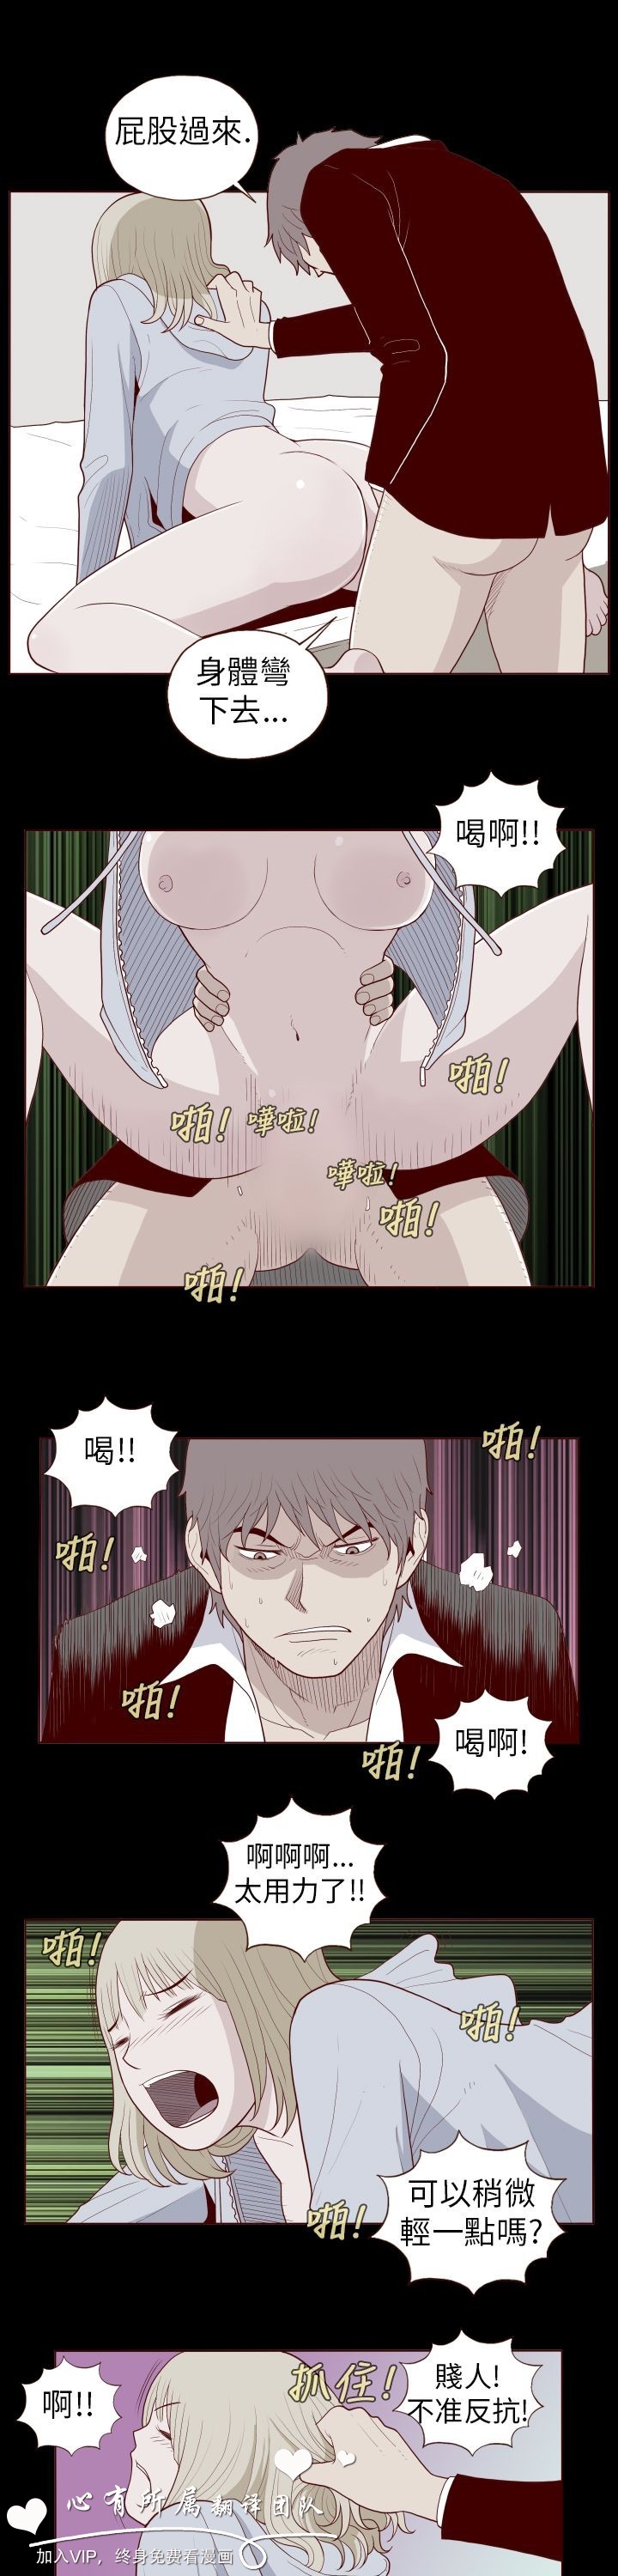 屁股過來.
身體彎
下去...
喝啊!!
啪!
啪!
嘩啦!
嘩啦!
啪!
啪!
喝!!
啪!
啪!
啪!
喝啊!
啪!
啊啊啊...
太用力了!!
啪!
啪!
可以稍微
輕一點嗎?
啪!
賤人!
不准反抗!
抓住!
啊!!
心有所属翻译团队
加入VIP，终身免费看漫画